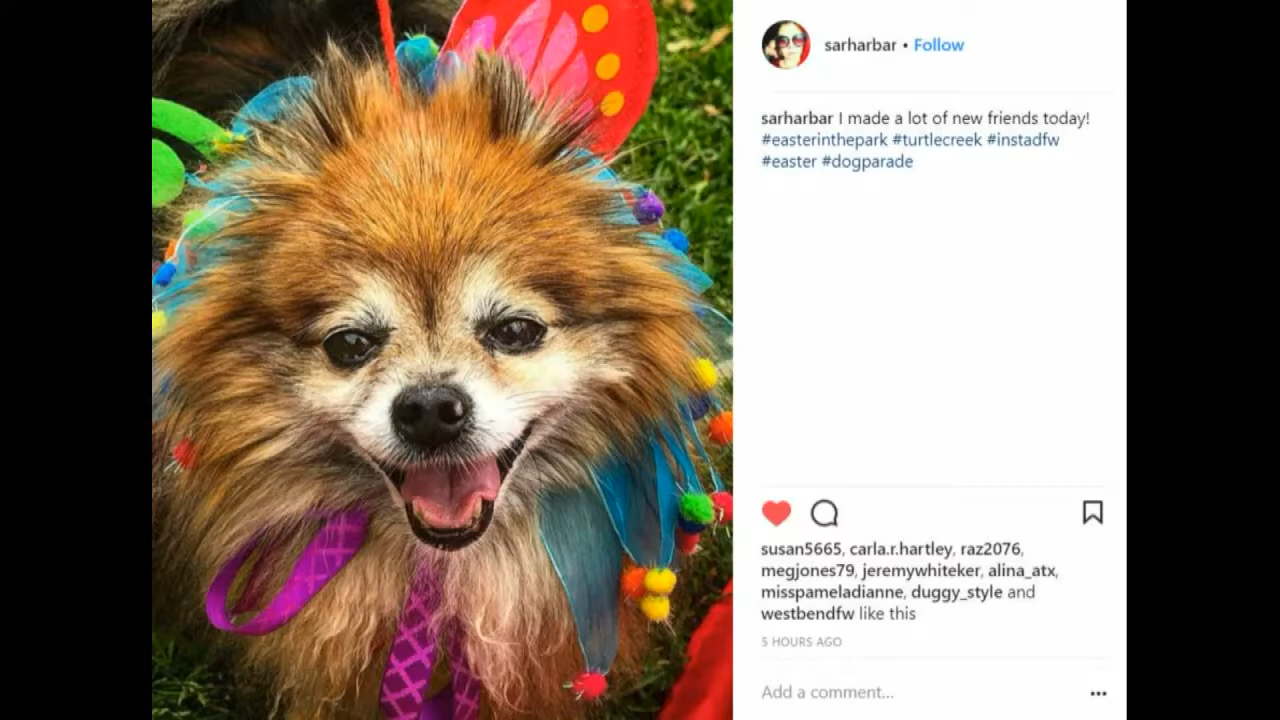 sarharbar • Follow
sarharbar I made a lot of new friends today!
#easterinthepark #turtlecreek #instadfw
#easter #dogparade
susan5665, carla.r.hartley, raz2076,
megjones79, jeremywhiteker, alina_atx,
misspameladianne, duggy_style and
westbendfw like this
5 HOURS AGO
Add a comment...